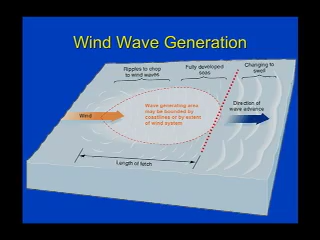 Wind Wave Generation
Ripples to chop
to wind waves
Fully developed
seas
Changing to
swell
Wave generating area
may be bounded by
coastlines or by extent
of wind system
Wind
Direction of
wave advance
Length of fetch